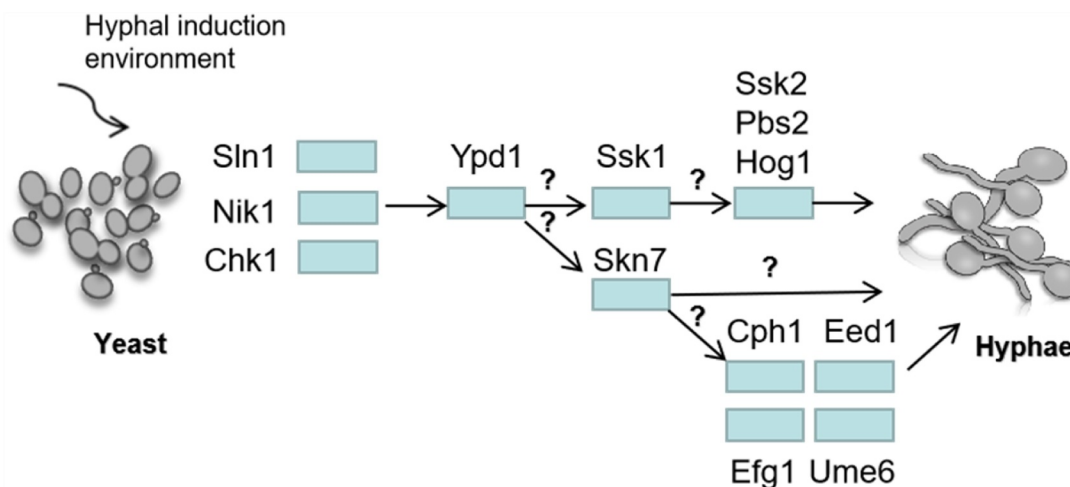 Hyphal induction
environment
Sln1
Nik1
Chk1
Ypd1
?
?
Ssk1
?
Ssk2
Pbs2
Hog1
Skn7
?
?
Cph1 Eed1
Efg1 Ume6
Yeast
Hyphae